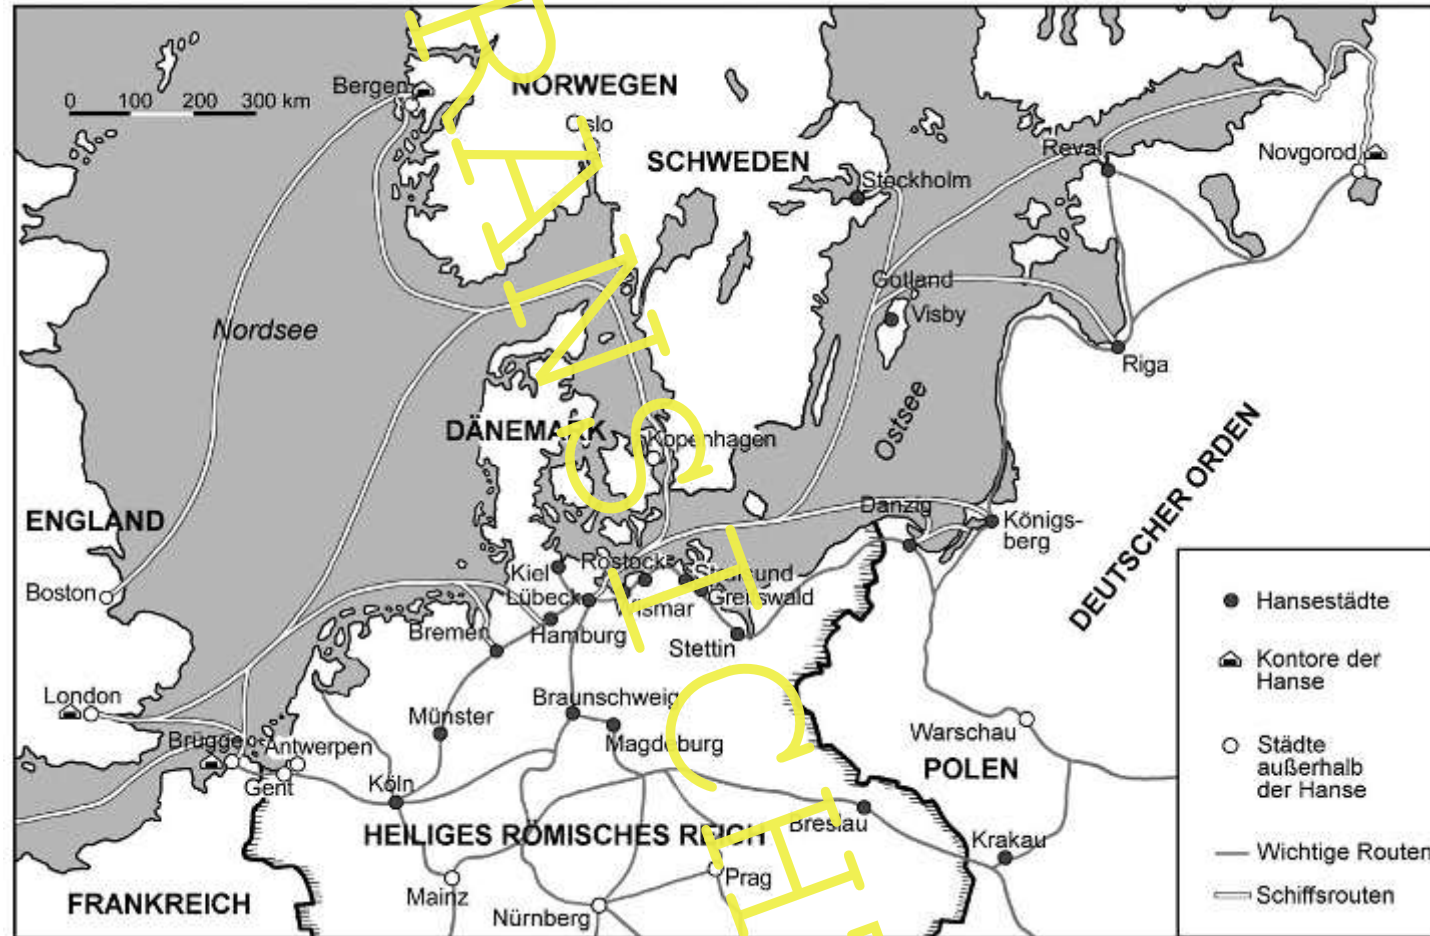 Bergen
0 100 200 300 km
NORWEGEN
Oslo
SCHWEDEN
Stockholm
Reval
Novgorod
Nordsee
Gotland
Visby
Riga
Ostsee
DÄNEMARK
Kopenhagen
DEUTSCHER ORDEN
ENGLAND
Danzig
Königs-
berg
Boston
Kiel
Rostock
Stralsund
Lübeck
Wismar
Greifswald
Bremen
Hamburg
Stettin
London
Braunschweig
Münster
Magdeburg
Warschau
POLEN
Brügge
Antwerpen
Gent
Köln
HEILIGES RÖMISCHES REICH
Breslau
Krakau
Mainz
Prag
Nürnberg
FRANKREICH
Hansestädte
Kontore der
Hanse
Städte
außerhalb
der Hanse
Wichtige Routen
Schiffsrouten